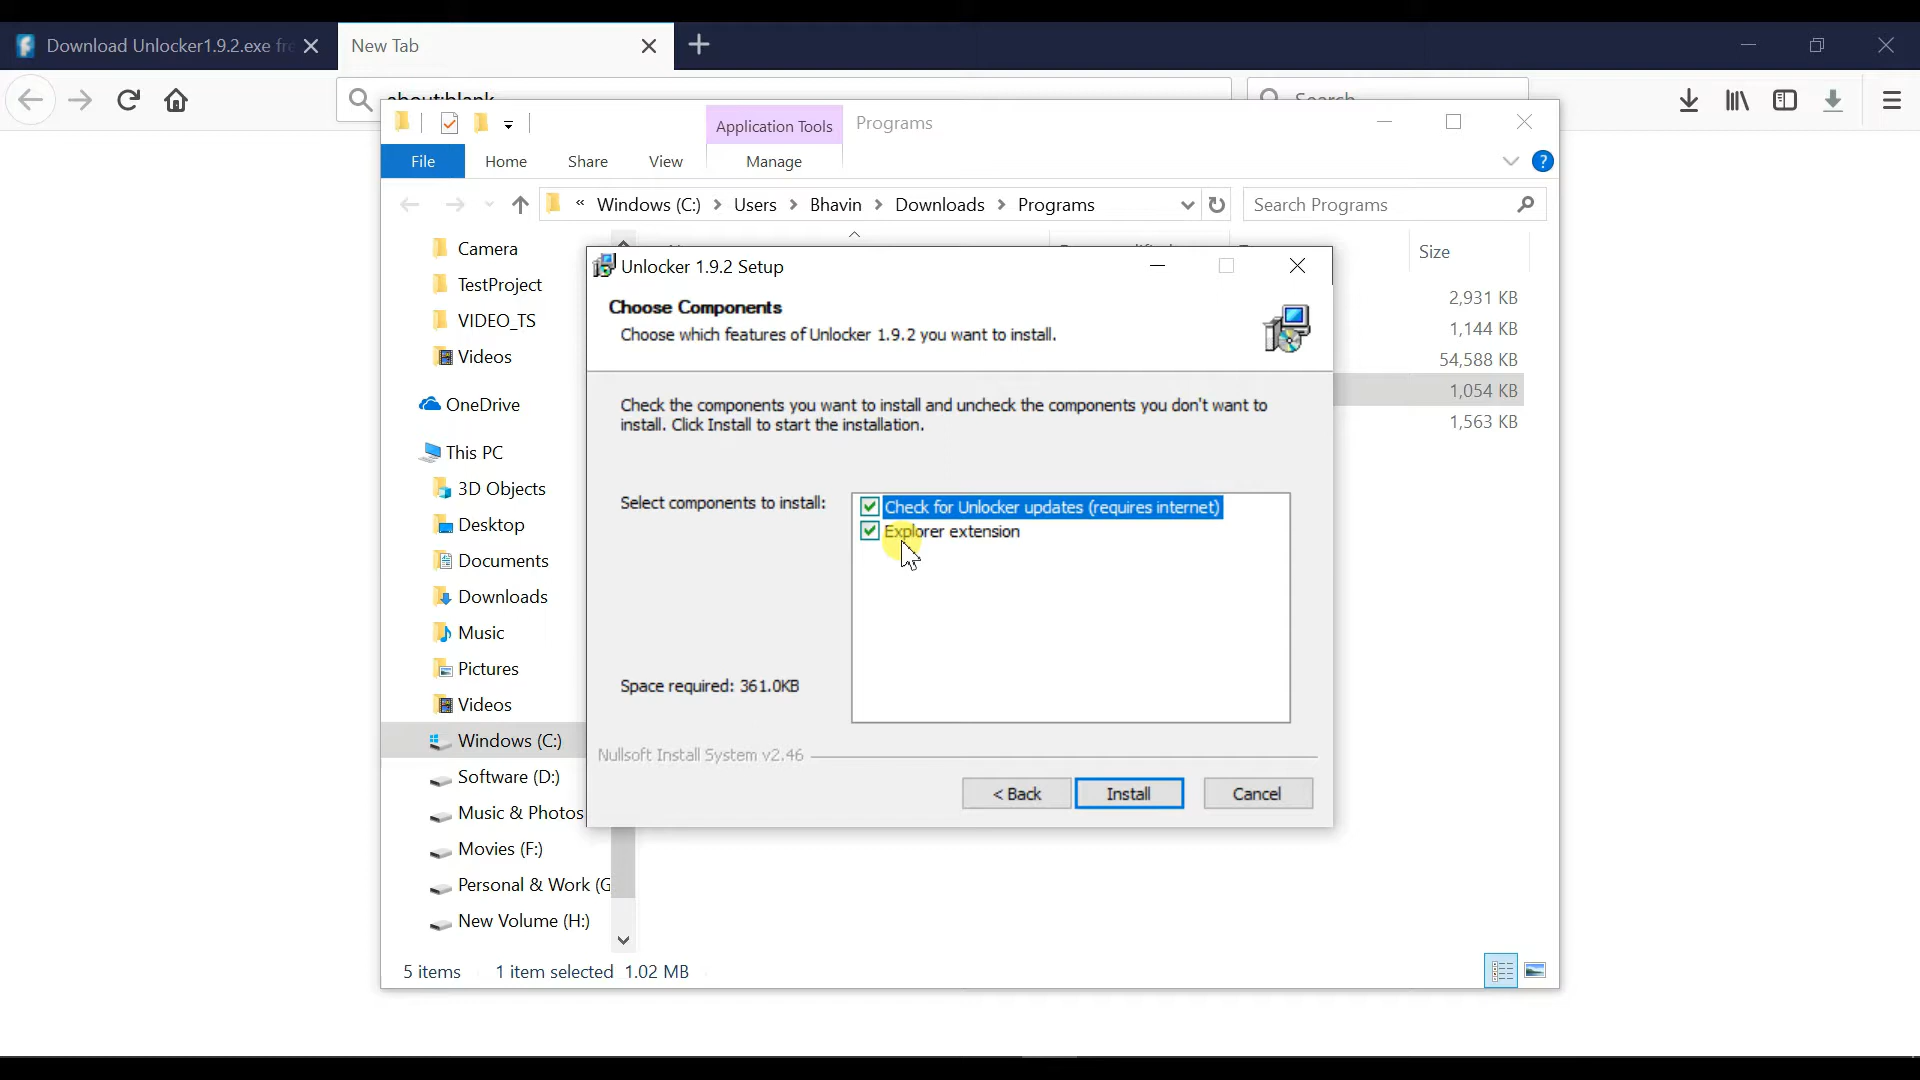 Download Unlocker1.9.2.exe fr
New Tab
Search
Application Tools
Programs
File
Home
Share
View
Manage
« Windows (C:) > Users > Bhavin > Downloads > Programs
Search Programs
Camera
TestProject
VIDEO_TS
Videos
OneDrive
This PC
3D Objects
Desktop
Documents
Downloads
Music
Pictures
Videos
Windows (C:)
Software (D:)
Music & Photos
Movies (F:)
Personal & Work (G
New Volume (H:)
Size
2,931 KB
1,144 KB
54,588 KB
1,054 KB
1,563 KB
Unlocker 1.9.2 Setup
Choose Components
Choose which features of Unlocker 1.9.2 you want to install.
Check the components you want to install and uncheck the components you don't want to
install. Click Install to start the installation.
Select components to install:
Check for Unlocker updates (requires internet)
Explorer extension
Space required: 361.0KB
Nullsoft Install System v2.46
< Back
Install
Cancel
5 items
1 item selected 1.02 MB